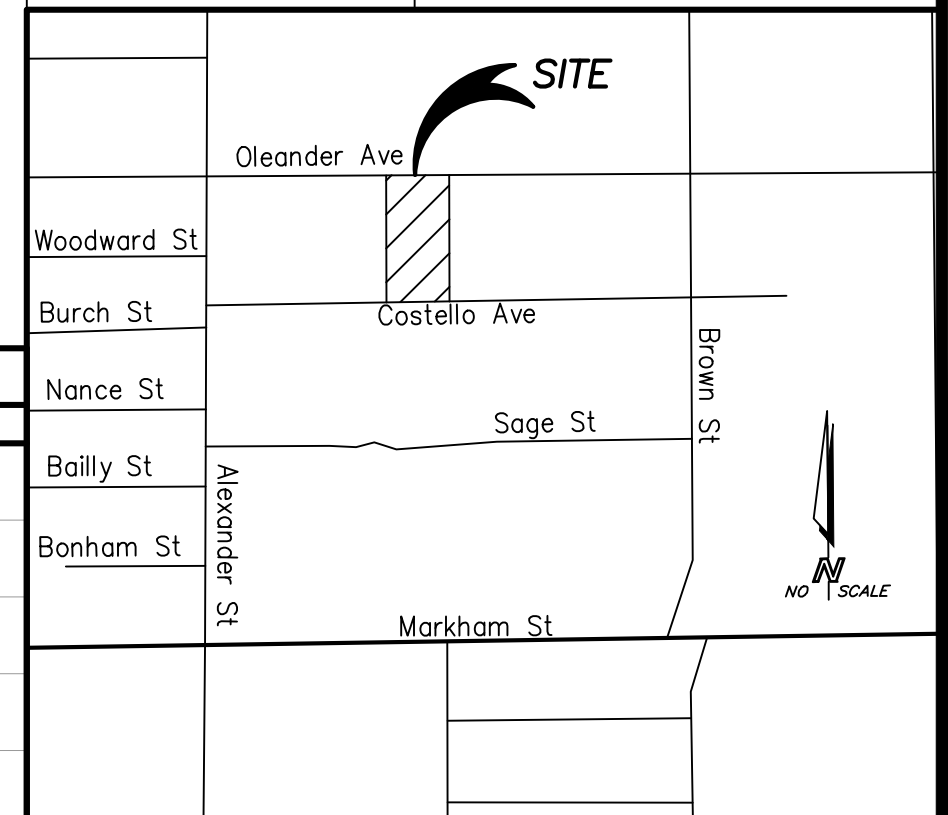 SITE
Oleander Ave
Woodward St
Burch St
Costello Ave
Brown St
Nance St
Sage St
Bailly St
Alexander St
Bonham St
N
NO SCALE
Markham St